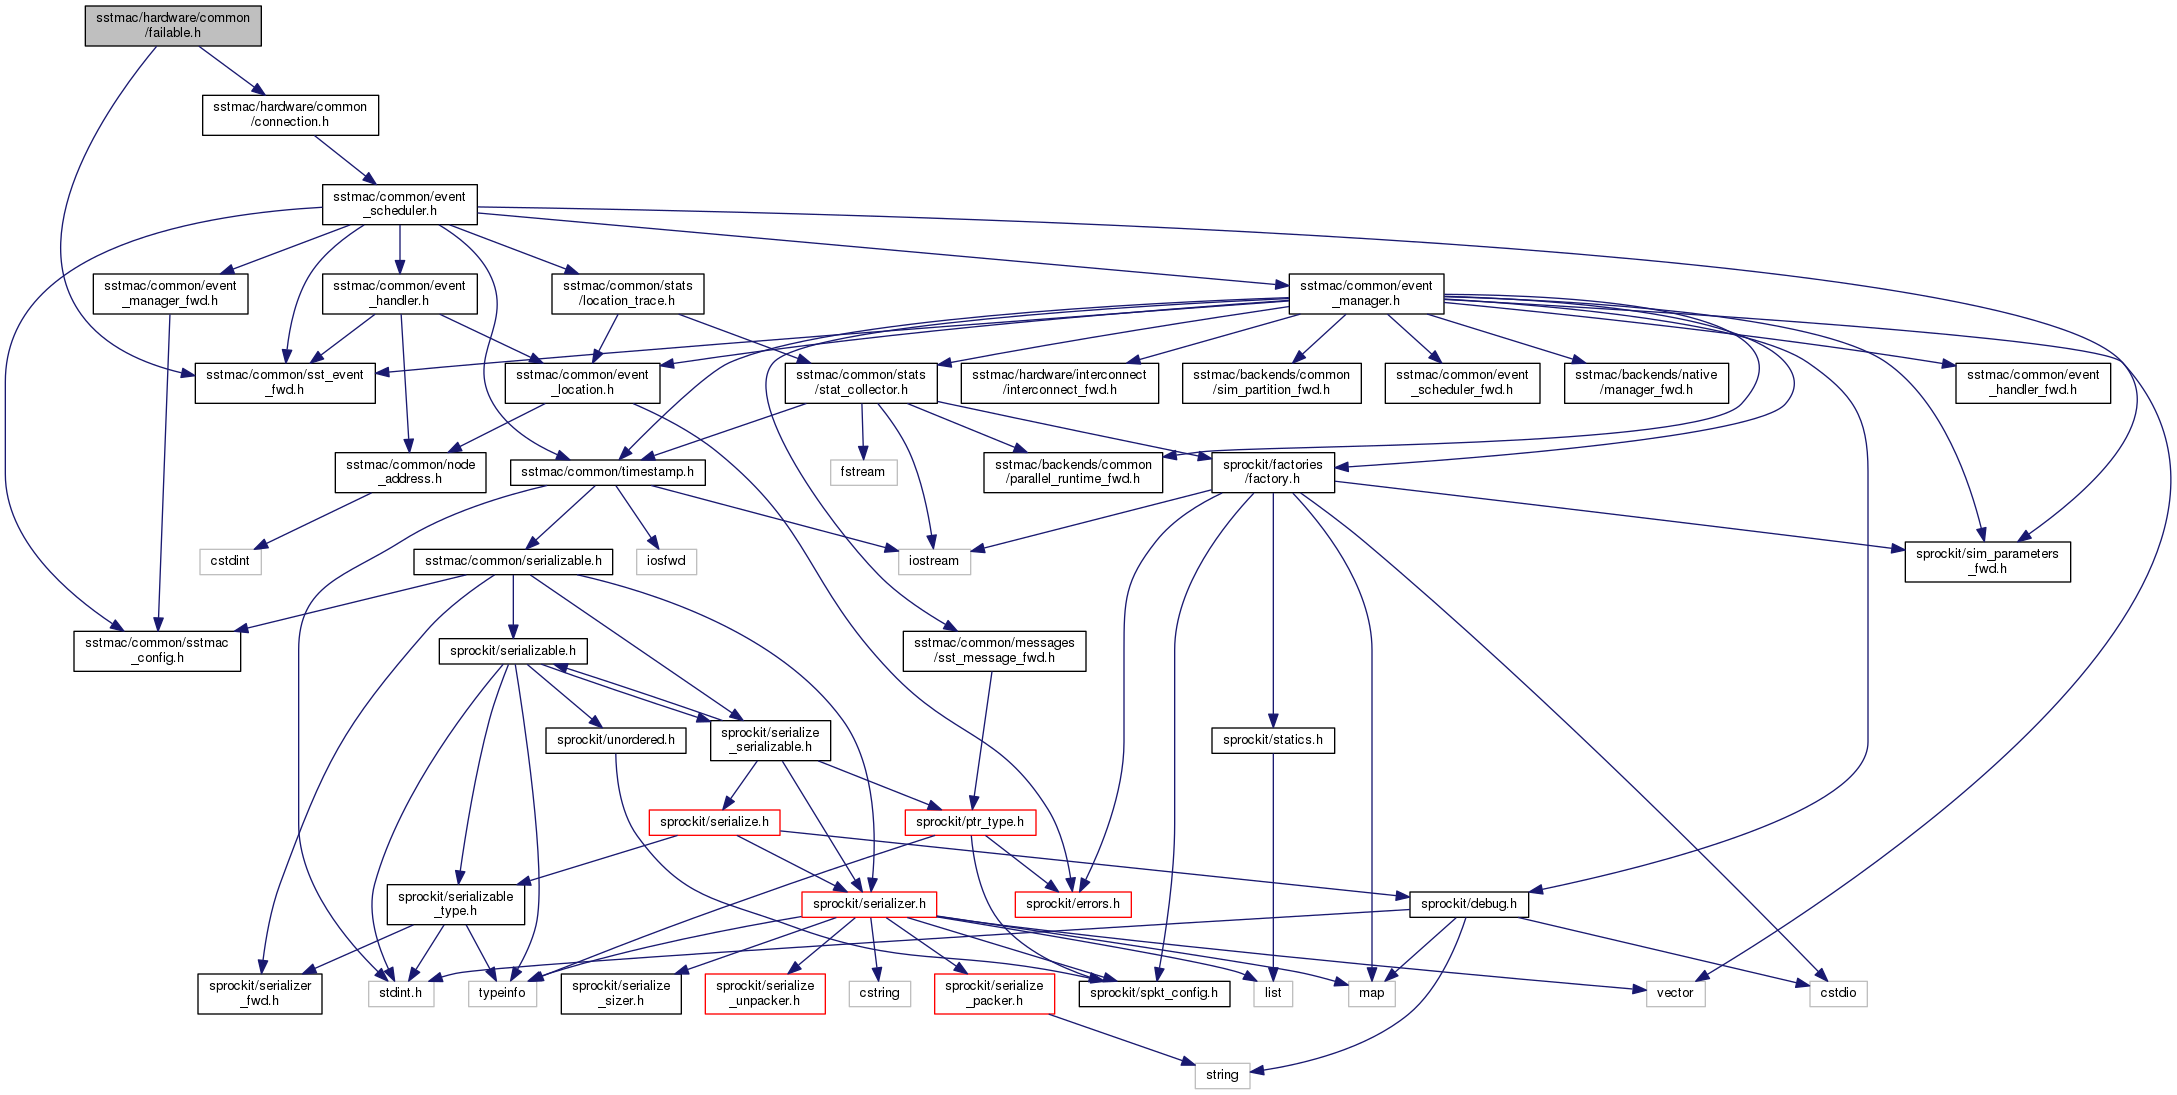 sstmac/hardware/common
/failable.h
sstmac/hardware/common
/connection.h
sstmac/common/event
_scheduler.h
sstmac/common/event
_manager_fwd.h
sstmac/common/event
_handler.h
sstmac/common/stats
/location_trace.h
sstmac/common/event
_manager.h
sstmac/common/sst_event
_fwd.h
sstmac/common/event
_location.h
sstmac/common/stats
/stat_collector.h
sstmac/hardware/interconnect
/interconnect_fwd.h
sstmac/backends/common
/sim_partition_fwd.h
sstmac/common/event
_scheduler_fwd.h
sstmac/backends/native
/manager_fwd.h
sstmac/common/event
_handler_fwd.h
sstmac/common/node
_address.h
sstmac/common/timestamp.h
fstream
sstmac/backends/common
/parallel_runtime_fwd.h
sprockit/factories
/factory.h
cstdint
sstmac/common/serializable.h
iosfwd
iostream
sprockit/sim_parameters
_fwd.h
sstmac/common/sstmac
_config.h
sprockit/serializable.h
sstmac/common/messages
/sst_message_fwd.h
sprockit/unordered.h
sprockit/serialize
_serializable.h
sprockit/statics.h
sprockit/serialize.h
sprockit/ptr_type.h
sprockit/serializable
_type.h
sprockit/serializer.h
sprockit/errors.h
sprockit/debug.h
sprockit/serializer
_fwd.h
stdint.h
typeinfo
sprockit/serialize
_sizer.h
sprockit/serialize
_unpacker.h
cstring
sprockit/serialize
_packer.h
sprockit/spkt_config.h
list
map
vector
cstdio
string